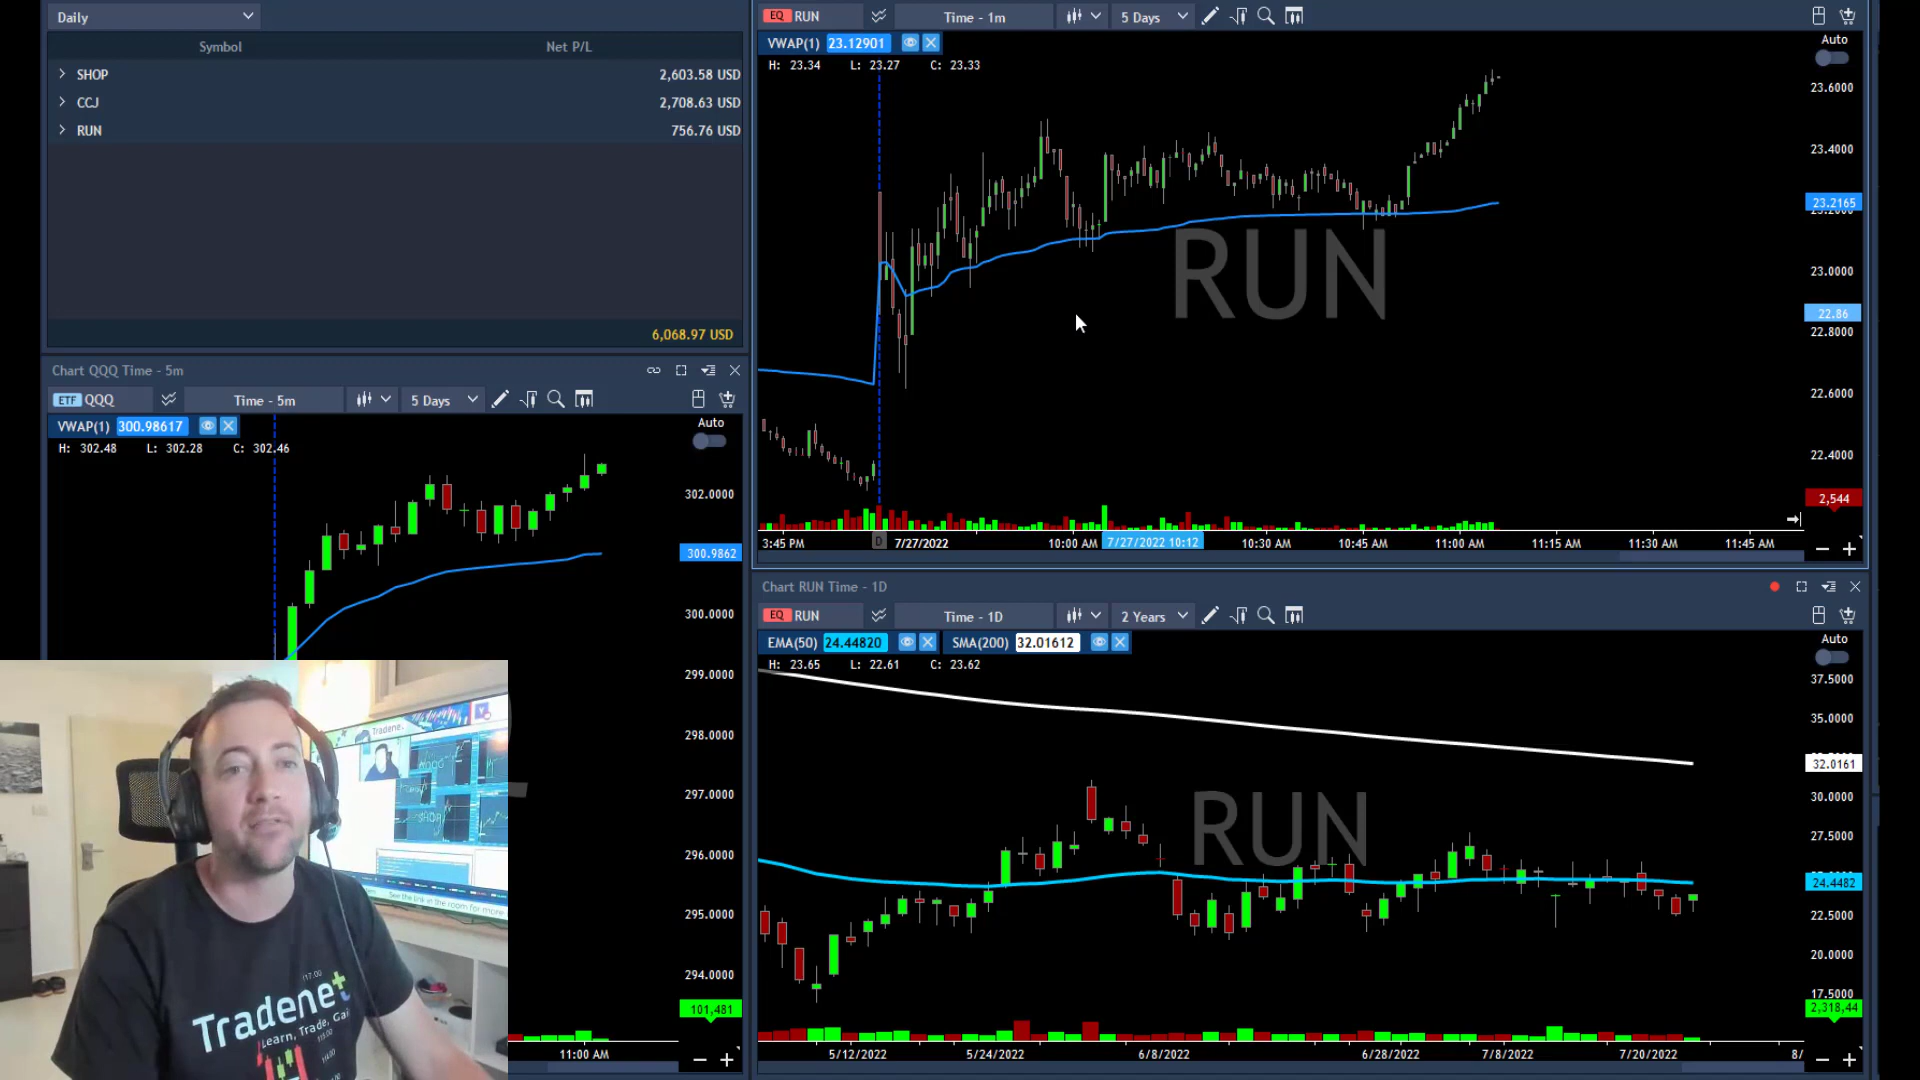 Daily
Symbol Net P/L
SHOP 2,603.58 USD
CCJ 2,708.63 USD
RUN 756.76 USD
6,068.97 USD
Chart QQQ Time - 5m
ETF QQQ Time - 5m 5 Days
VWAP(1) 300.98617
Auto
H: 302.48 L: 302.28 C: 302.46
302.0000
300.9862
300.0000
299.0000
298.0000
297.0000
296.0000
295.0000
294.0000
101,481
11:00 AM
EQ RUN Time - 1m 5 Days
VWAP(1) 23.12901
Auto
H: 23.34 L: 23.27 C: 23.33
23.6000
23.4000
23.2165
23.0000
22.86
22.8000
22.6000
22.4000
2,544
RUN
3:45 PM D 7/27/2022 10:00 AM 7/27/2022 10:12 10:30 AM 10:45 AM 11:00 AM 11:15 AM 11:30 AM 11:45 AM
Chart RUN Time - 1D
EQ RUN Time - 1D 2 Years
EMA(50) 24.44820 SMA(200) 32.01612
Auto
H: 23.65 L: 22.61 C: 23.62
37.5000
35.0000
32.0161
30.0000
27.5000
24.4482
22.5000
20.0000
17.5000
2,318,44
RUN
5/12/2022 5/24/2022 6/8/2022 6/28/2022 7/8/2022 7/20/2022 8/
Tradenet
Tradenet
Learn, Trade, Gai